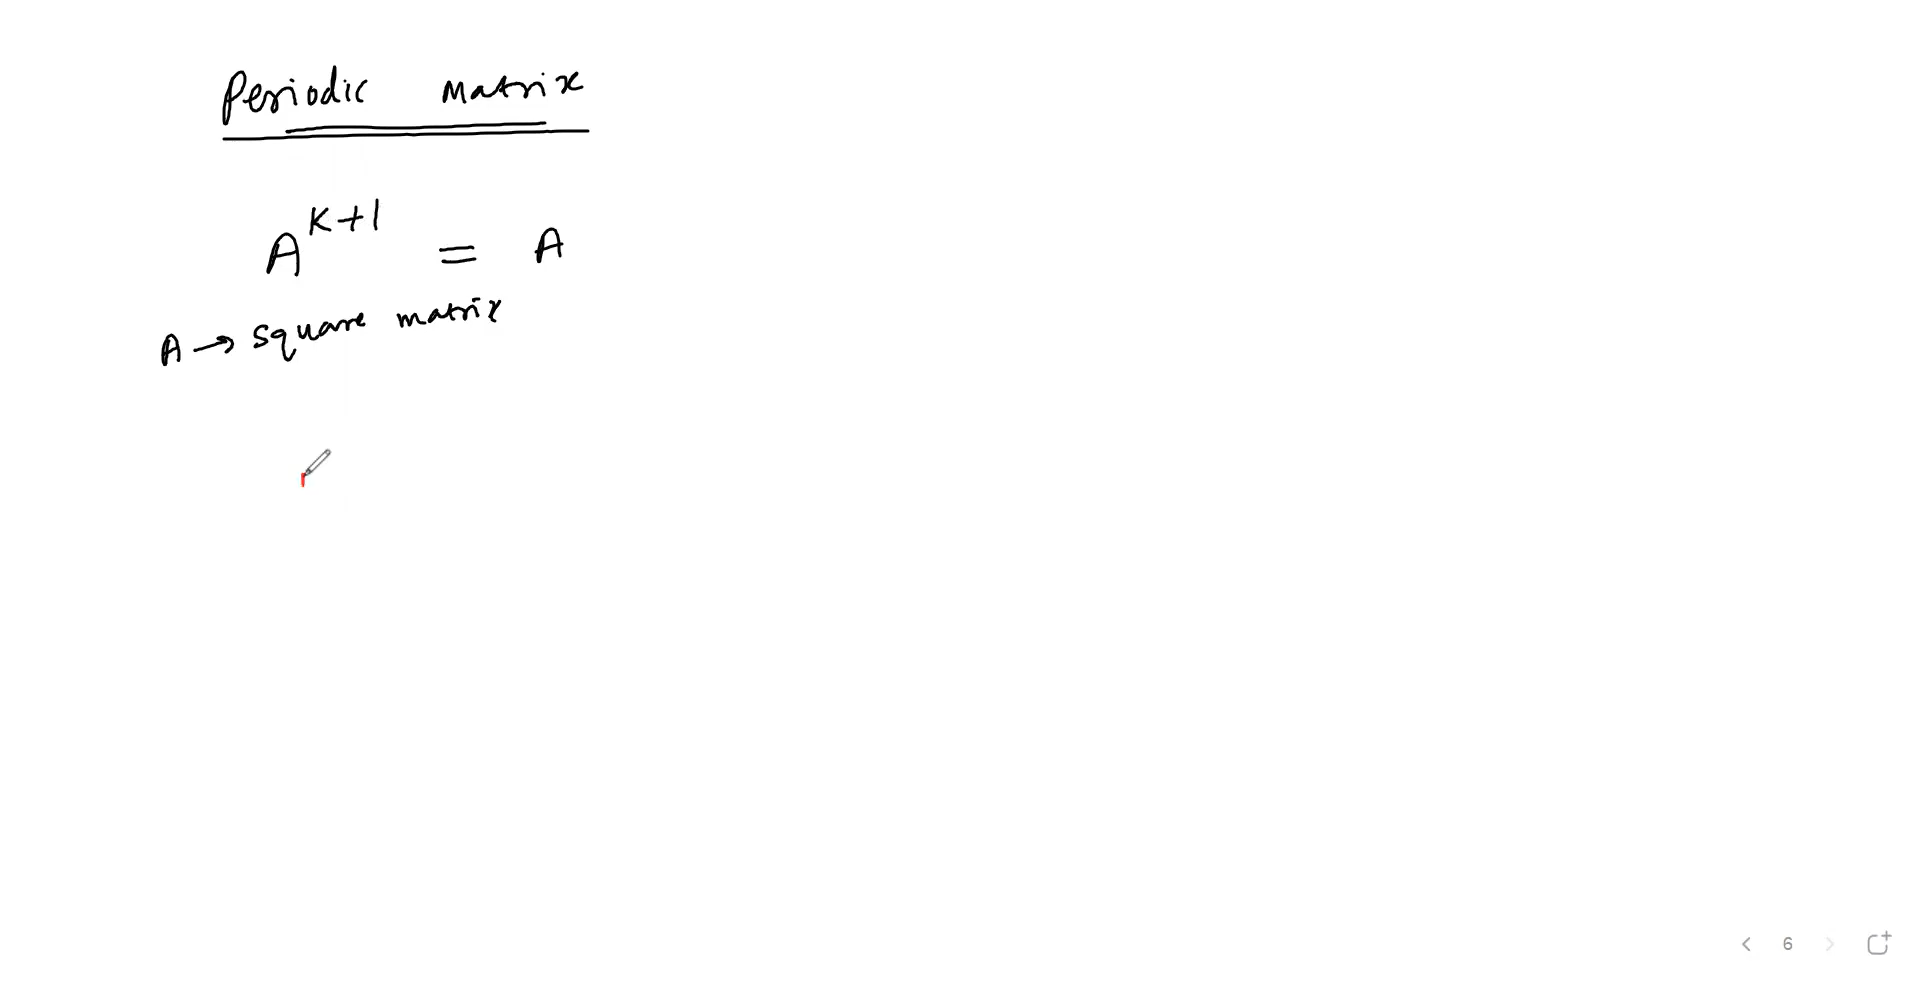 Periodic matrix
A^{K+1} = A
A → square matrix
6